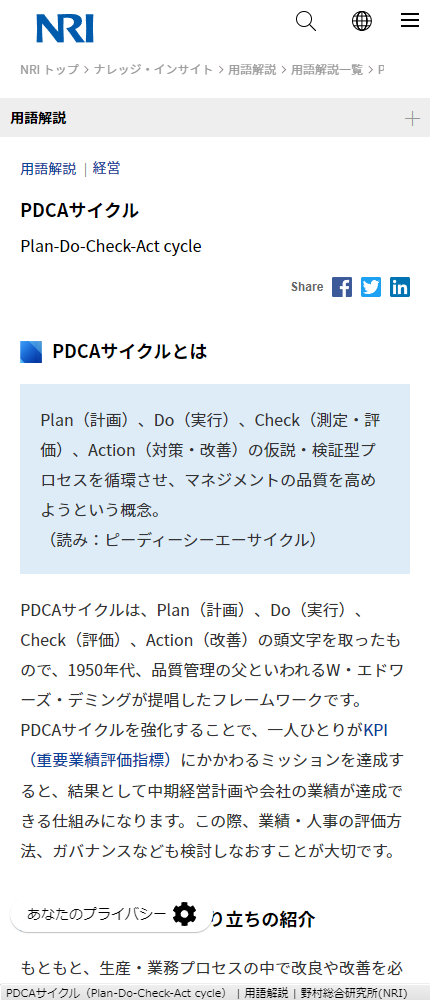 NRI
NRI トップ > ナレッジ・インサイト > 用語解説 > 用語解説一覧 > P
用語解説
用語解説 | 経営
PDCAサイクル
Plan-Do-Check-Act cycle
Share
PDCAサイクルとは
Plan（計画）、Do（実行）、Check（測定・評
価）、Action（対策・改善）の仮説・検証型プ
ロセスを循環させ、マネジメントの品質を高め
ようという概念。
（読み：ピーディーシーエーサイクル）
PDCAサイクルは、Plan（計画）、Do（実行）、
Check（評価）、Action（改善）の頭文字を取ったも
ので、1950年代、品質管理の父といわれるW・エドワ
ーズ・デミングが提唱したフレームワークです。
PDCAサイクルを強化することで、一人ひとりがKPI
（重要業績評価指標）にかかわるミッションを達成す
ると、結果として中期経営計画や会社の業績が達成で
きる仕組みになります。この際、業績・人事の評価方
法、ガバナンスなども検討しなおすことが大切です。
あなたのプライバシー
り立ちの紹介
もともと、生産・業務プロセスの中で改良や改善を必
PDCAサイクル（Plan-Do-Check-Act cycle） | 用語解説 | 野村総合研究所(NRI)